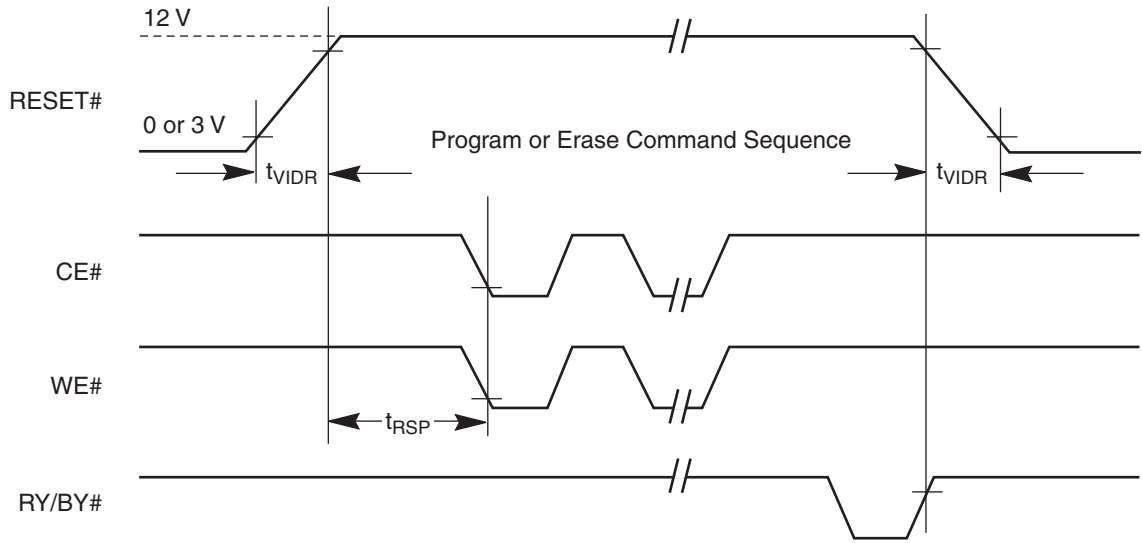 12 V
RESET#
0 or 3 V
Program or Erase Command Sequence
tVIDR
tVIDR
CE#
WE#
tRSP
RY/BY#